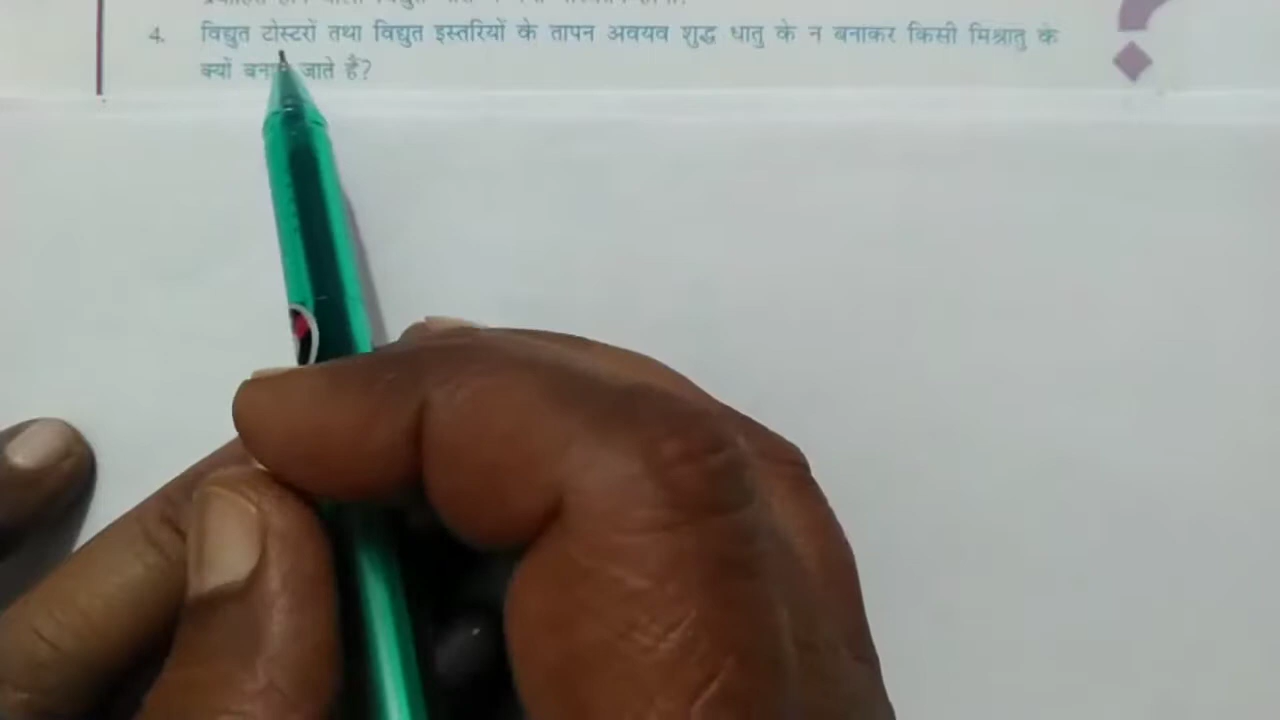 4. विद्युत टोस्टरों तथा विद्युत इस्तरियों के तापन अवयव शुद्ध धातु के न बनाकर किसी मिश्रातु के
क्यों जाते हैं?